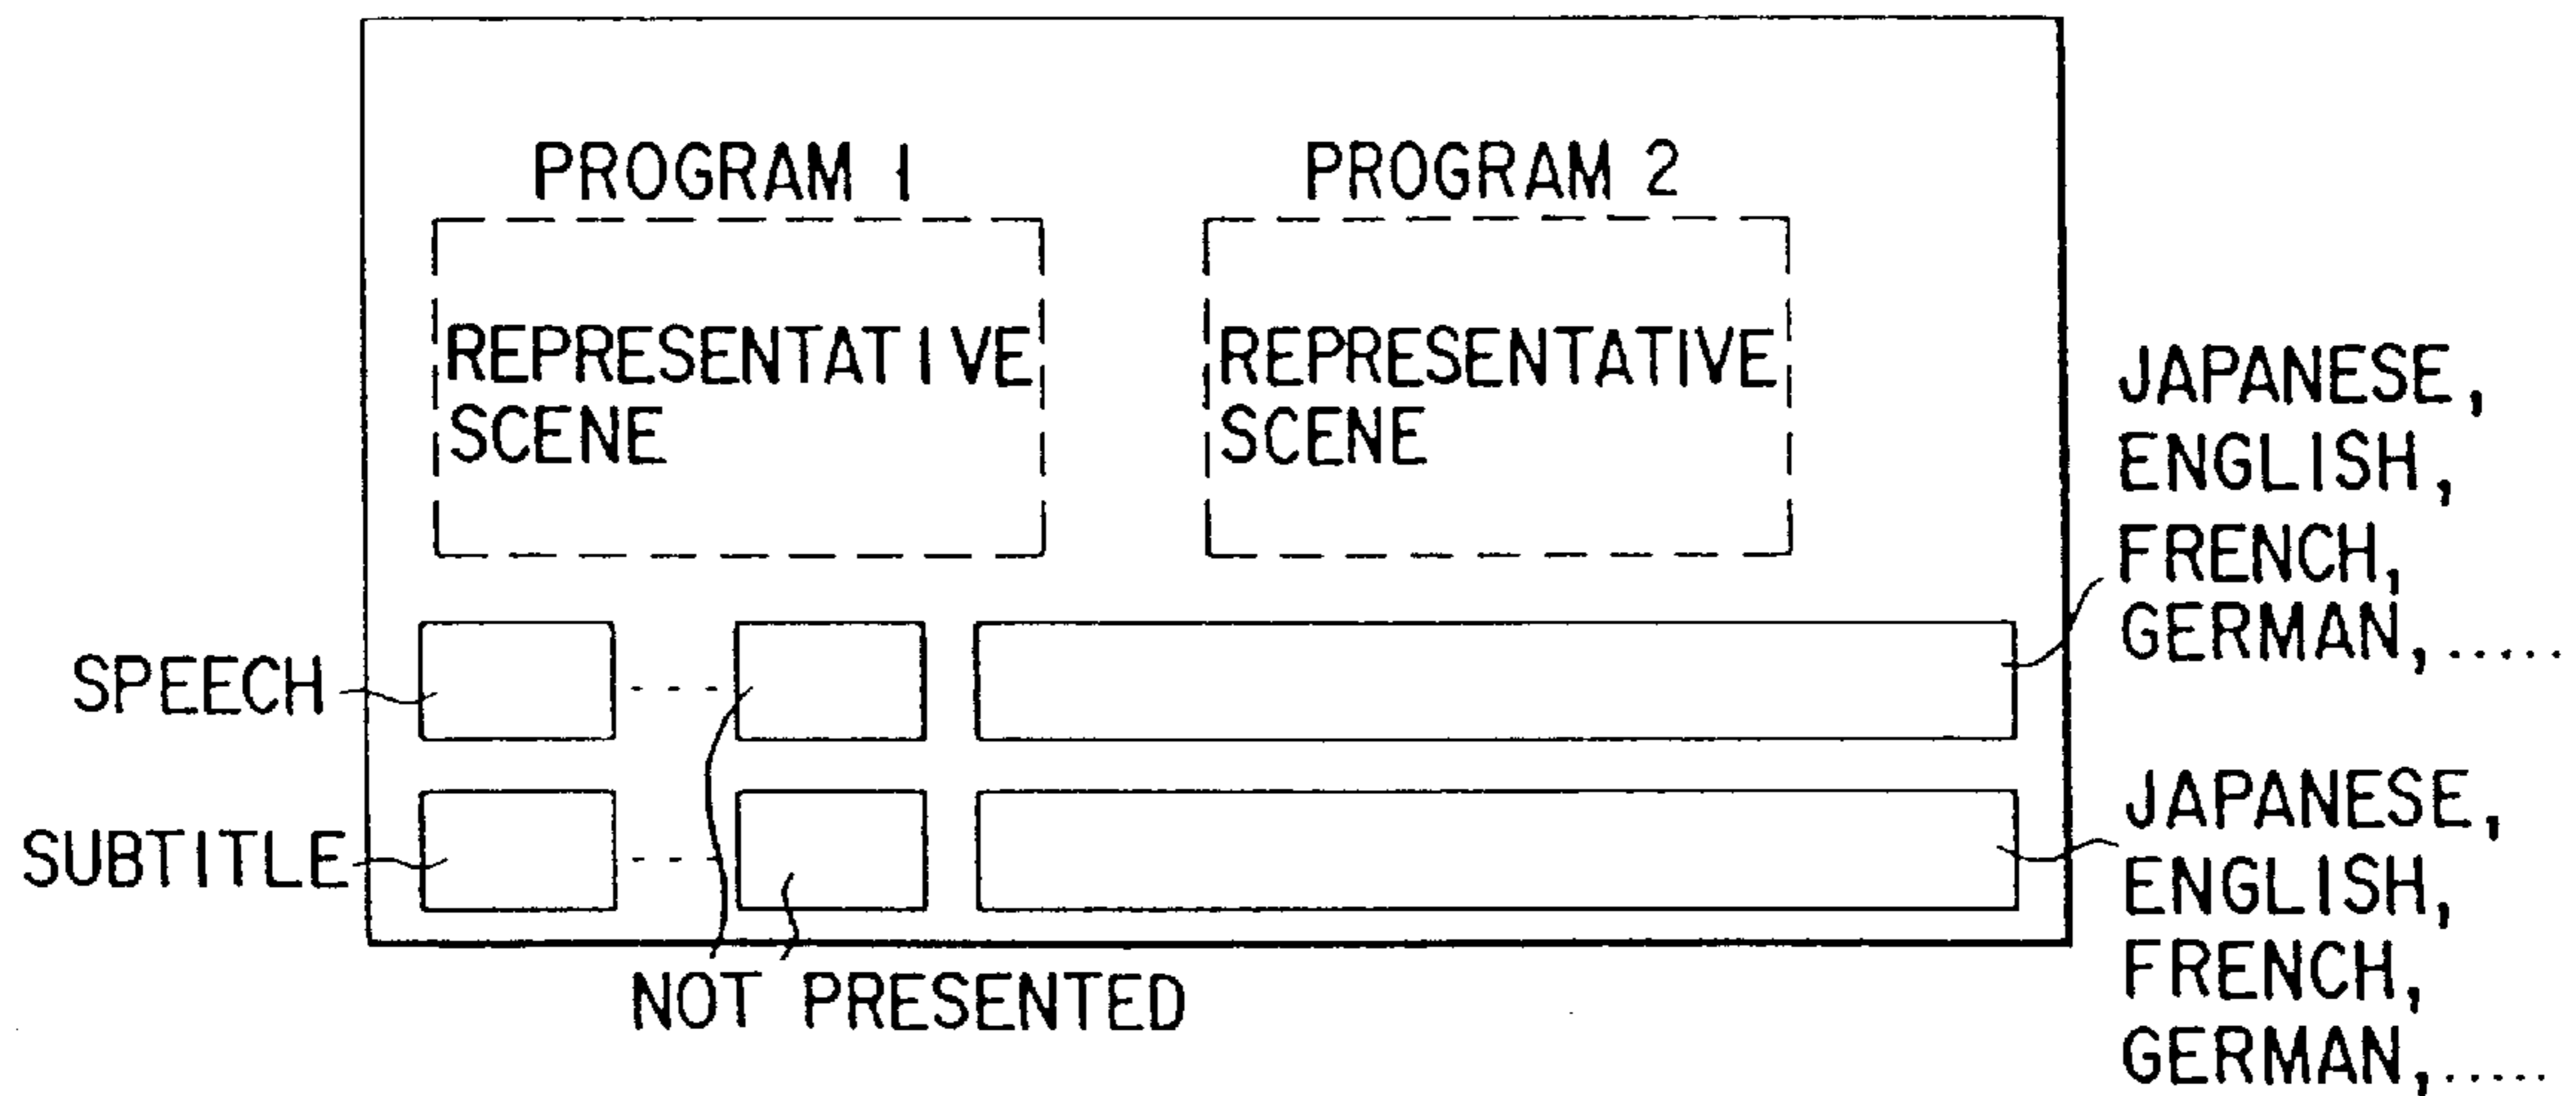 PROGRAM 1
PROGRAM 2
REPRESENTATIVE
SCENE
REPRESENTATIVE
SCENE
JAPANESE,
ENGLISH,
FRENCH,
GERMAN, .....
SPEECH
SUBTITLE
JAPANESE,
ENGLISH,
FRENCH,
GERMAN, .....
NOT PRESENTED